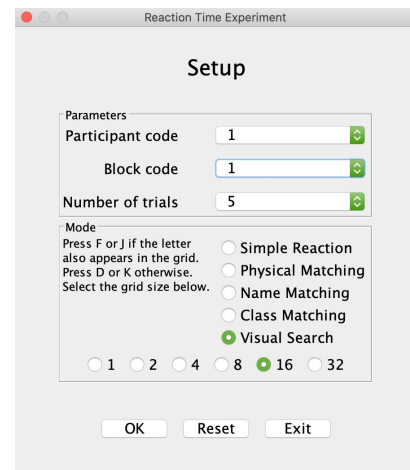 Reaction Time Experiment
Setup
Parameters
Participant code 1
Block code 1
Number of trials 5
Mode
Press F or J if the letter
also appears in the grid.
Press D or K otherwise.
Select the grid size below.
Simple Reaction
Physical Matching
Name Matching
Class Matching
Visual Search
1 2 4 8 16 32
OK Reset Exit